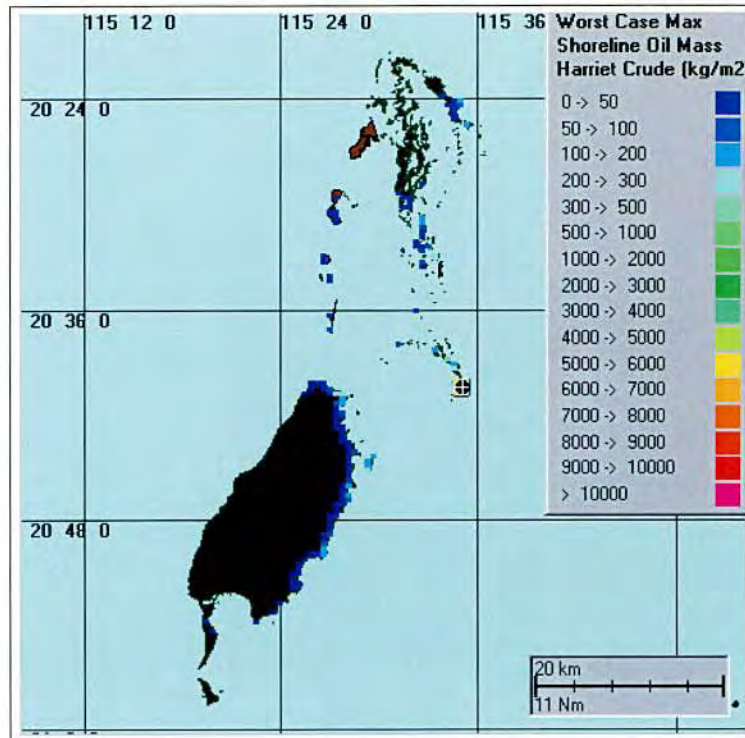 115 12 0
115 24 0
115 36
Worst Case Max
Shoreline Oil Mass
Harriet Crude (kg/m2
20 24 0
20 36 0
20 48 0
0 -> 50
50 -> 100
100 -> 200
200 -> 300
300 -> 500
500 -> 1000
1000 -> 2000
2000 -> 3000
3000 -> 4000
4000 -> 5000
5000 -> 6000
6000 -> 7000
7000 -> 8000
8000 -> 9000
9000 -> 10000
> 10000
20 km
11 Nm